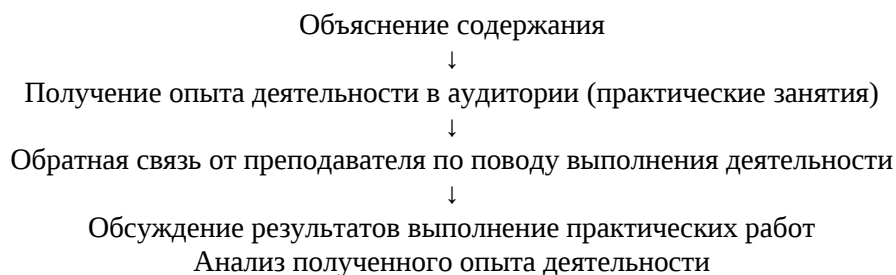 Объяснение содержания
↓
Получение опыта деятельности в аудитории (практические занятия)
↓
Обратная связь от преподавателя по поводу выполнения деятельности
↓
Обсуждение результатов выполнение практических работ
Анализ полученного опыта деятельности